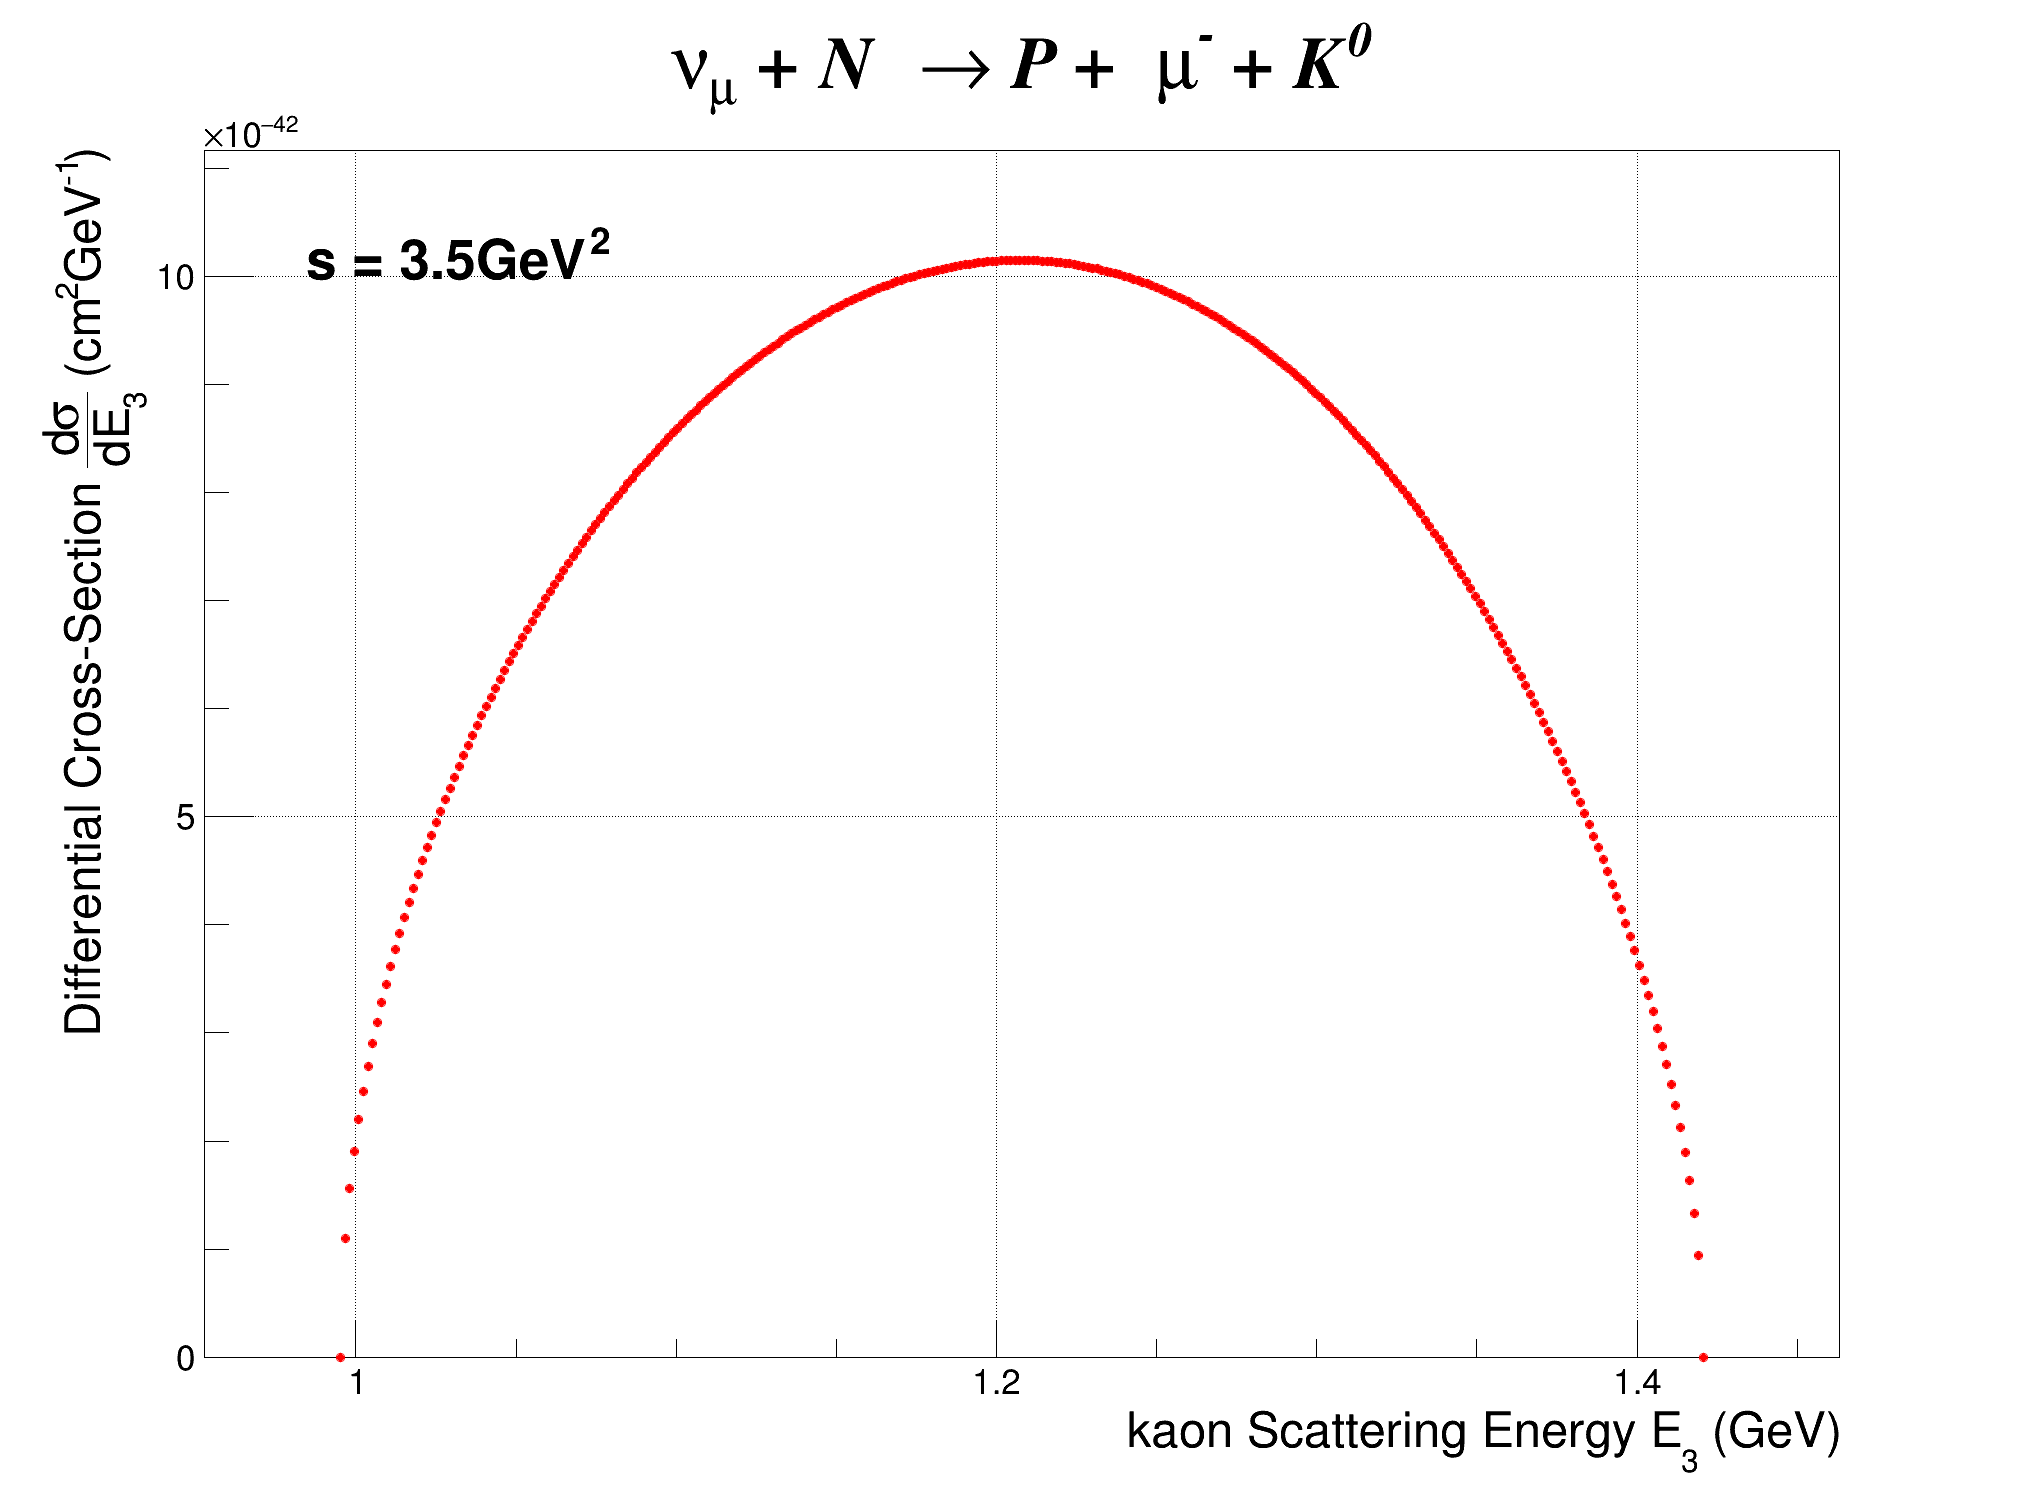 ν_μ + N → P + μ⁻ + K⁰
×10⁻⁴²
Differential Cross-Section dσ/dE₃ (cm²GeV⁻¹)
s = 3.5GeV²
10
5
0
1 1.2 1.4
kaon Scattering Energy E₃ (GeV)